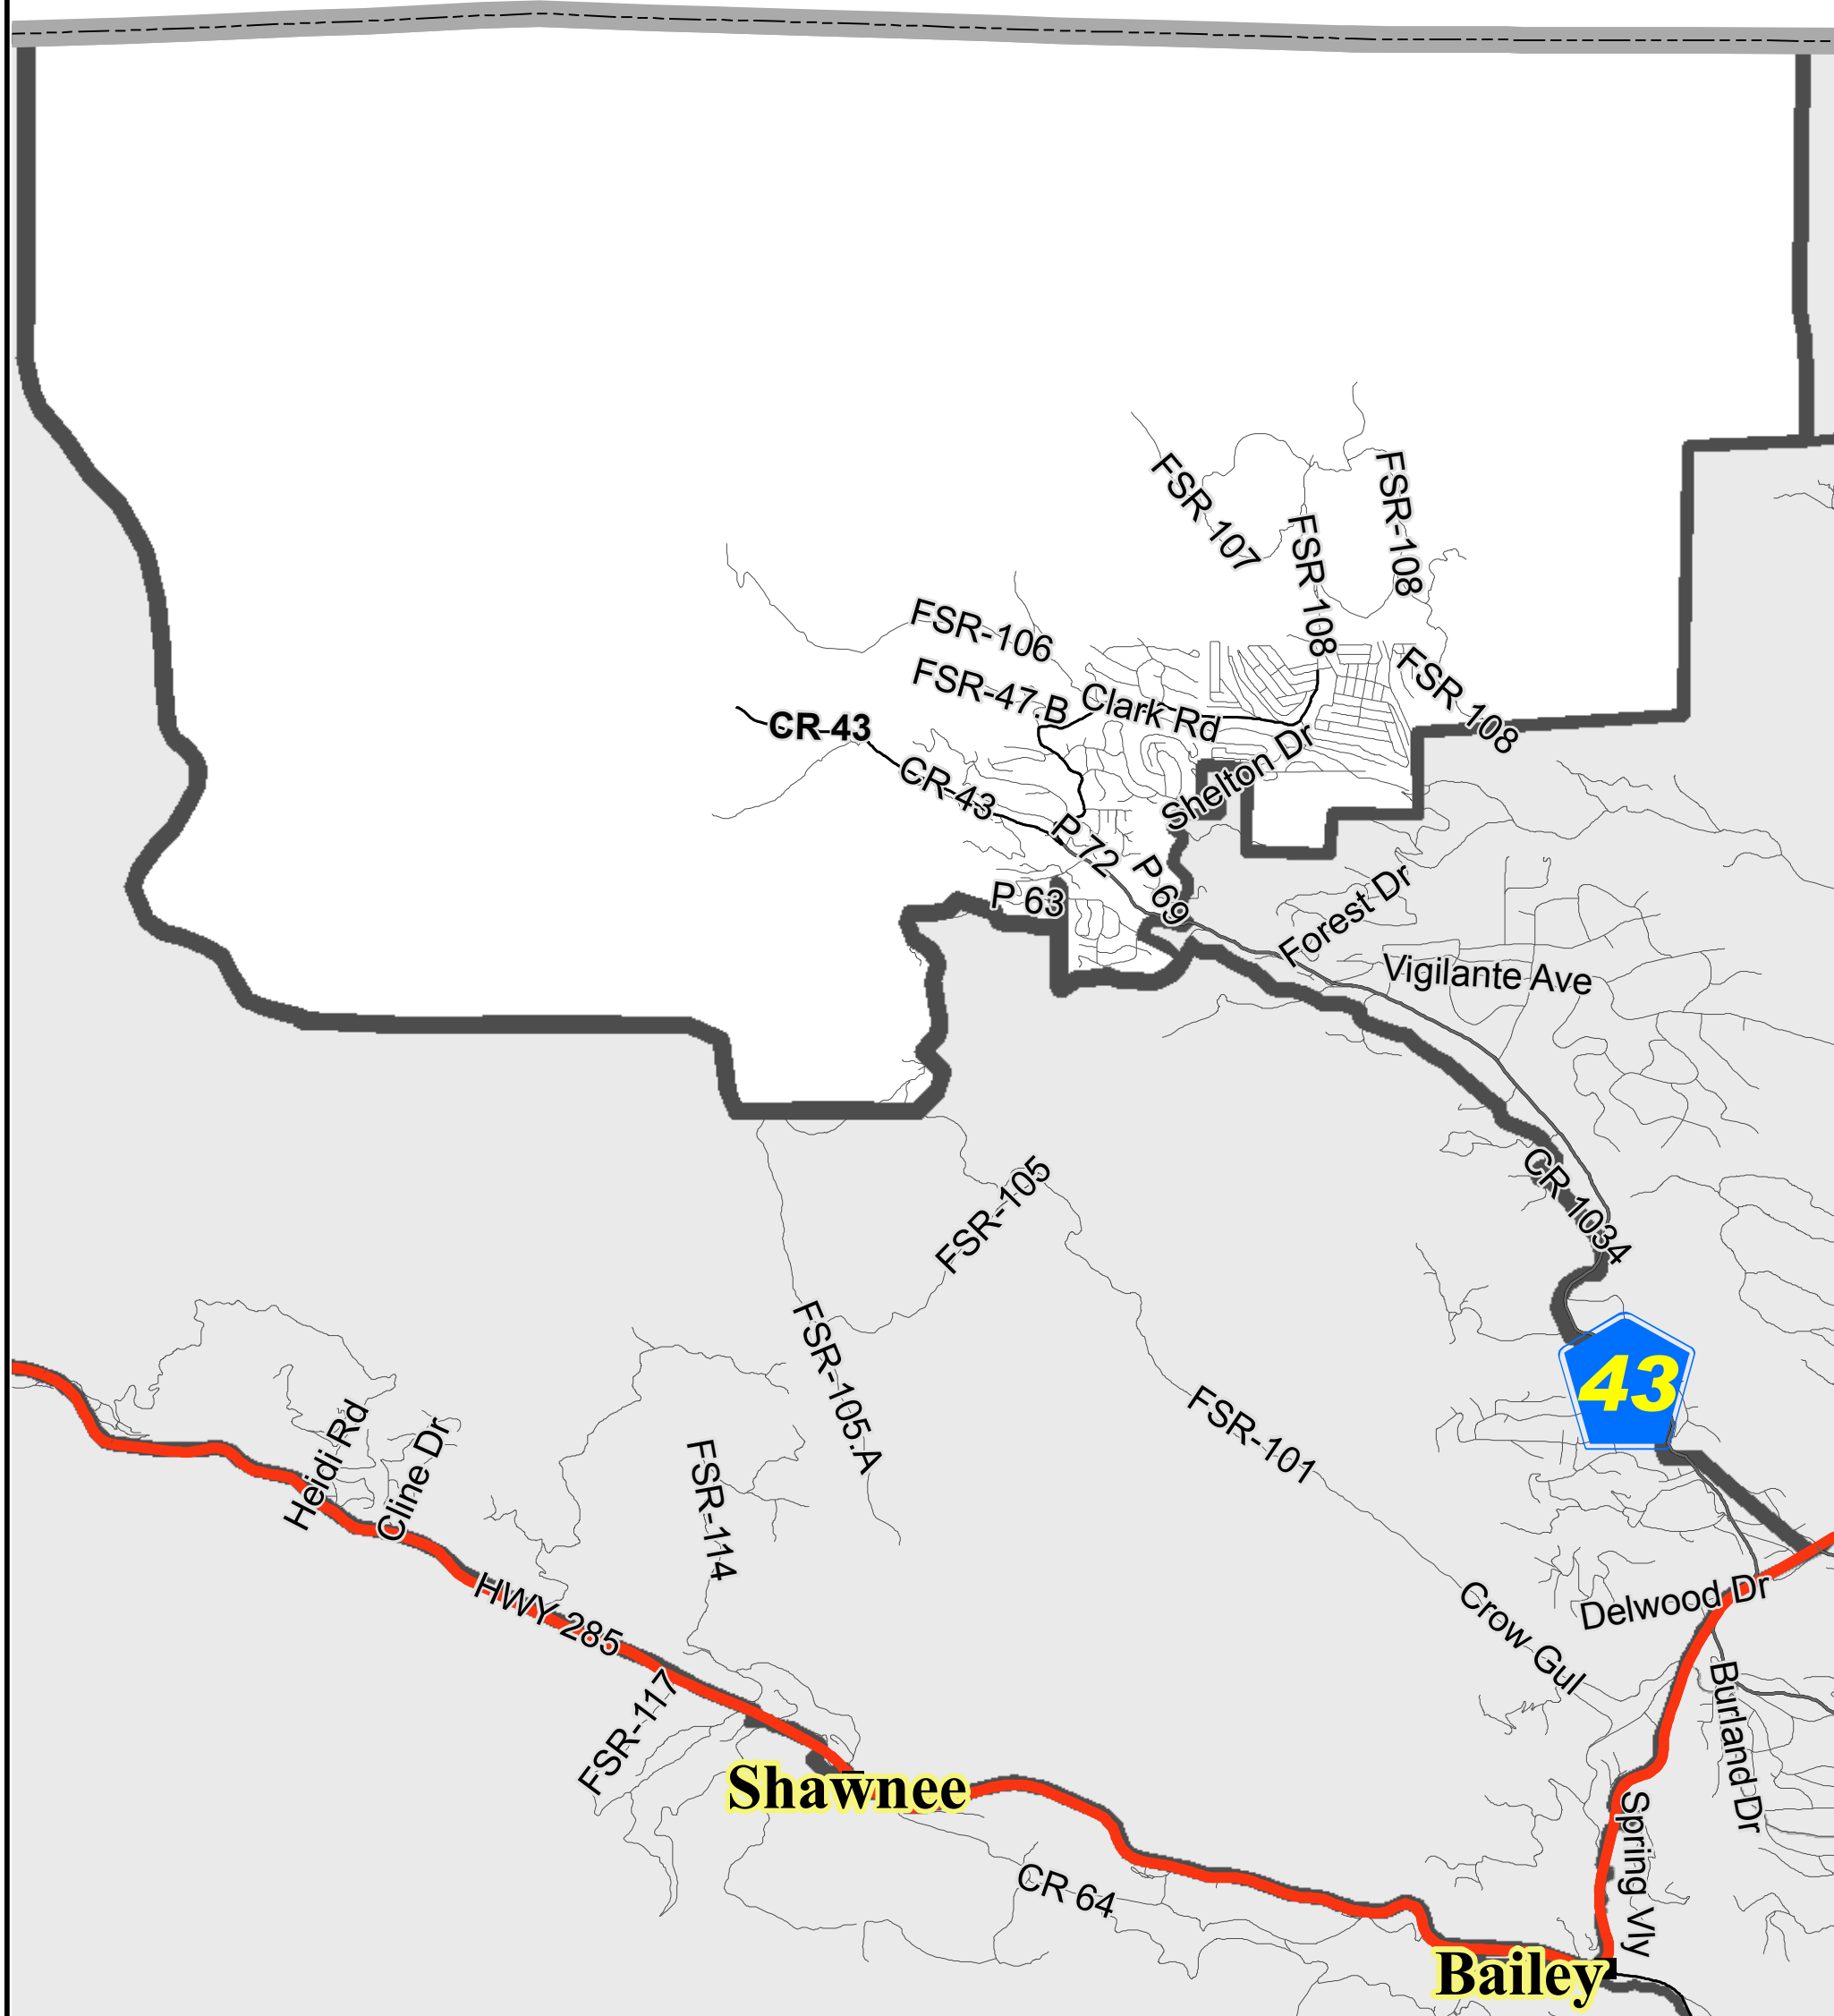 FSR 107
FSR-108
FSR 108
FSR-106
FSR 108
FSR-47.B
Clark Rd
CR-43
Shelton Dr
CR-43
P 72
P 69
P 63
Forest Dr
Vigilante Ave
CR 1034
FSR-105
FSR-105.A
43
FSR-101
Heidi Rd
Cline Dr
FSR-114
HWY 285
Crow Gul
Delwood Dr
FSR-117
Burland Dr
Shawnee
Spring Vly
CR 64
Bailey